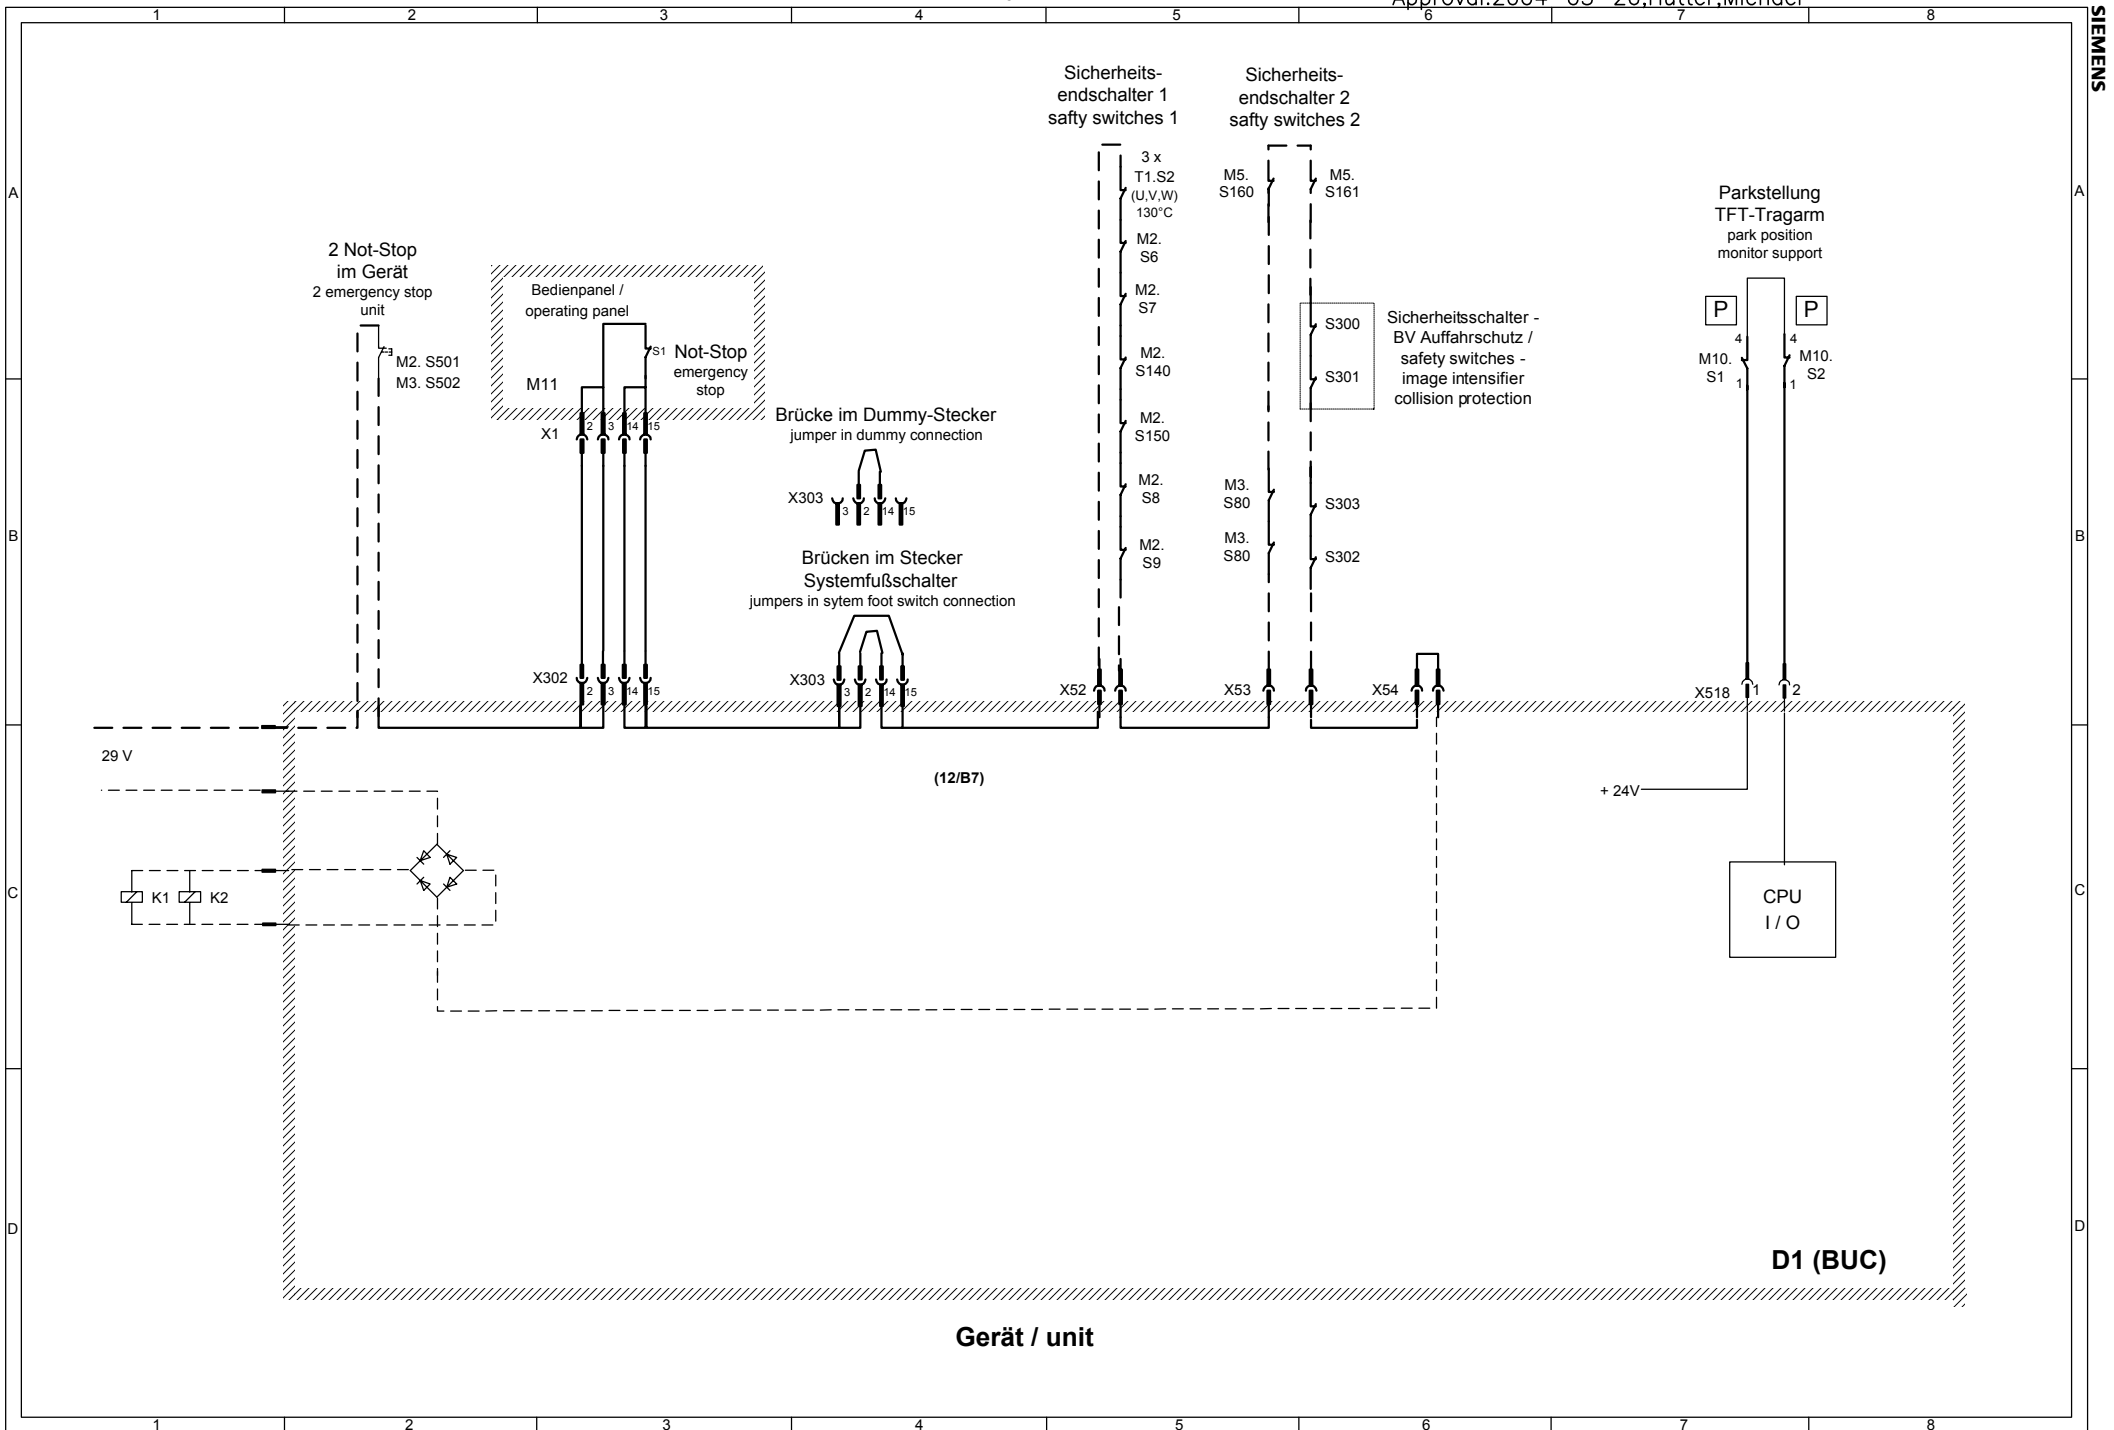 Approval:2004-03-26,Hutter,Miender
SIEMENS
1 2 3 4 5 6 7 8
Sicherheits-
endschalter 1
safty switches 1
Sicherheits-
endschalter 2
safty switches 2
A
A
3 x
T1.S2
(U,V,W)
130°C
M5.
S160
M5.
S161
M2.
S6
M2.
S7
M2.
S140
M2.
S150
M2.
S8
M2.
S9
Parkstellung
TFT-Tragarm
park position
monitor support
P
P
4
4
M10.
S1
M10.
S2
1
1
2 Not-Stop
im Gerät
2 emergency stop
unit
M2. S501
M3. S502
Bedienpanel /
operating panel
S1
Not-Stop
emergency
stop
M11
X1
2 3 14 15
S300
S301
Sicherheitsschalter -
BV Auffahrschutz /
safety switches -
image intensifier
collision protection
Brücke im Dummy-Stecker
jumper in dummy connection
X303
3 2 14 15
M3.
S80
M3.
S80
S303
S302
B
B
Brücken im Stecker
Systemfußschalter
jumpers in sytem foot switch connection
X302
2 3 14 15
X303
3 2 14 15
X52
X53
X54
X518
1
2
29 V
(12/B7)
+ 24V
C
C
K1
K2
CPU
I / O
D
D
D1 (BUC)
Gerät / unit
1 2 3 4 5 6 7 8